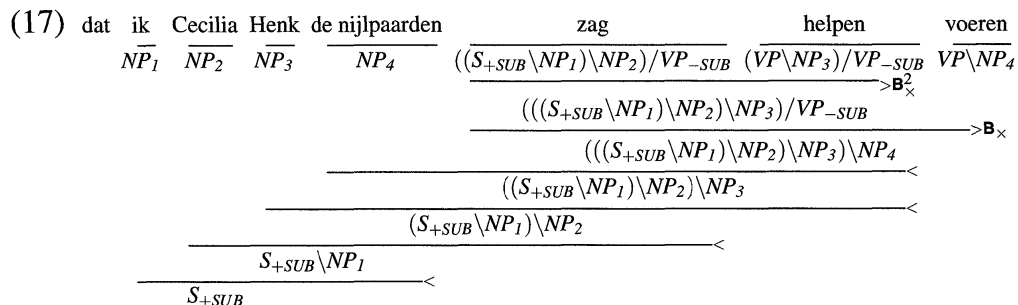 (17) dat ik Cecilia Henk de nijlpaarden zag helpen voeren
NP₁ NP₂ NP₃ NP₄ ((S₊SUB\NP₁)\NP₂)/VP₋SUB (VP\NP₃)/VP₋SUB VP\NP₄
>B²ₓ
(((S₊SUB\NP₁)\NP₂)\NP₃)/VP₋SUB
>Bₓ
(((S₊SUB\NP₁)\NP₂)\NP₃)\NP₄
<
((S₊SUB\NP₁)\NP₂)\NP₃
<
(S₊SUB\NP₁)\NP₂
<
S₊SUB\NP₁
<
S₊SUB